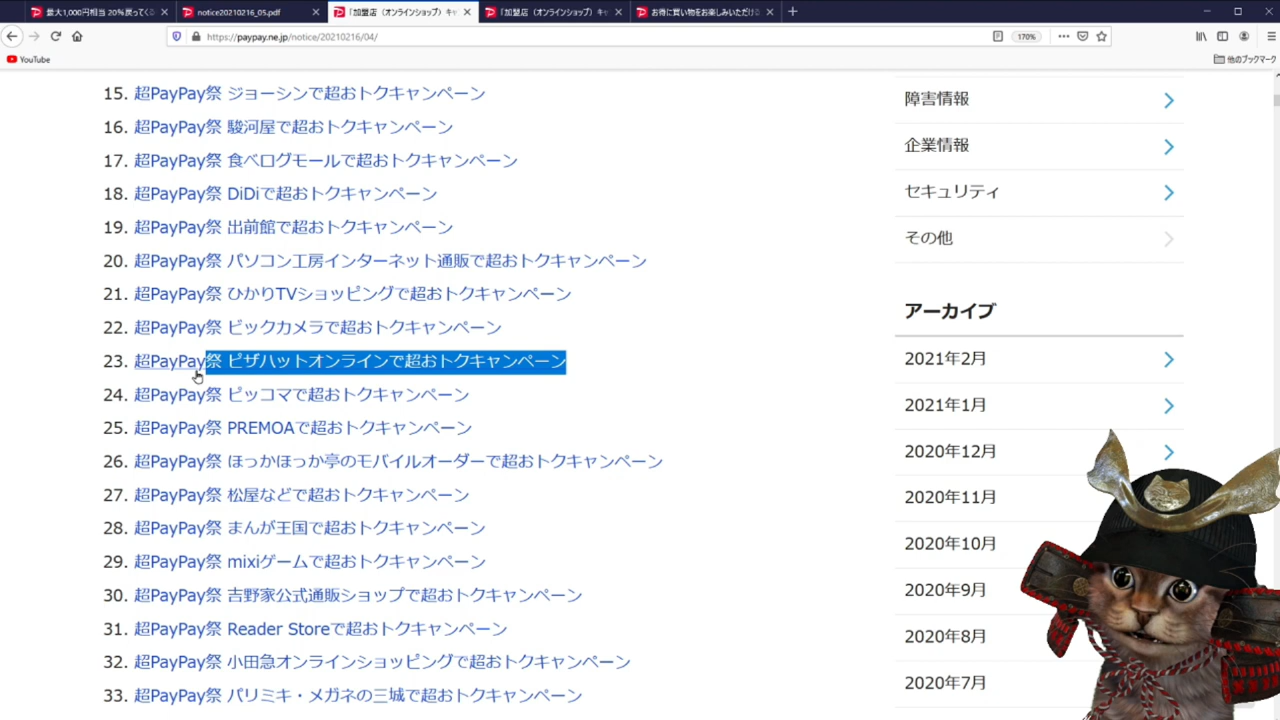 最大1,000円相当 20%戻ってくる
notice20210216_05.pdf
「加盟店（オンラインショップ）キャ
「加盟店（オンラインショップ）キャ
お得に買い物をお楽しみいただける
https://paypay.ne.jp/notice/20210216/04/
170%
YouTube
他のブックマーク
15. 超PayPay祭 ジョーシンで超おトクキャンペーン
16. 超PayPay祭 駿河屋で超おトクキャンペーン
17. 超PayPay祭 食べログモールで超おトクキャンペーン
18. 超PayPay祭 DiDiで超おトクキャンペーン
19. 超PayPay祭 出前館で超おトクキャンペーン
20. 超PayPay祭 パソコン工房インターネット通販で超おトクキャンペーン
21. 超PayPay祭 ひかりTVショッピングで超おトクキャンペーン
22. 超PayPay祭 ビックカメラで超おトクキャンペーン
23. 超PayPay祭 ピザハットオンラインで超おトクキャンペーン
24. 超PayPay祭 ピッコマで超おトクキャンペーン
25. 超PayPay祭 PREMOAで超おトクキャンペーン
26. 超PayPay祭 ほっかほっか亭のモバイルオーダーで超おトクキャンペーン
27. 超PayPay祭 松屋などで超おトクキャンペーン
28. 超PayPay祭 まんが王国で超おトクキャンペーン
29. 超PayPay祭 mixiゲームで超おトクキャンペーン
30. 超PayPay祭 吉野家公式通販ショップで超おトクキャンペーン
31. 超PayPay祭 Reader Storeで超おトクキャンペーン
32. 超PayPay祭 小田急オンラインショッピングで超おトクキャンペーン
33. 超PayPay祭 パリミキ・メガネの三城で超おトクキャンペーン
障害情報
企業情報
セキュリティ
その他
アーカイブ
2021年2月
2021年1月
2020年12月
2020年11月
2020年10月
2020年9月
2020年8月
2020年7月